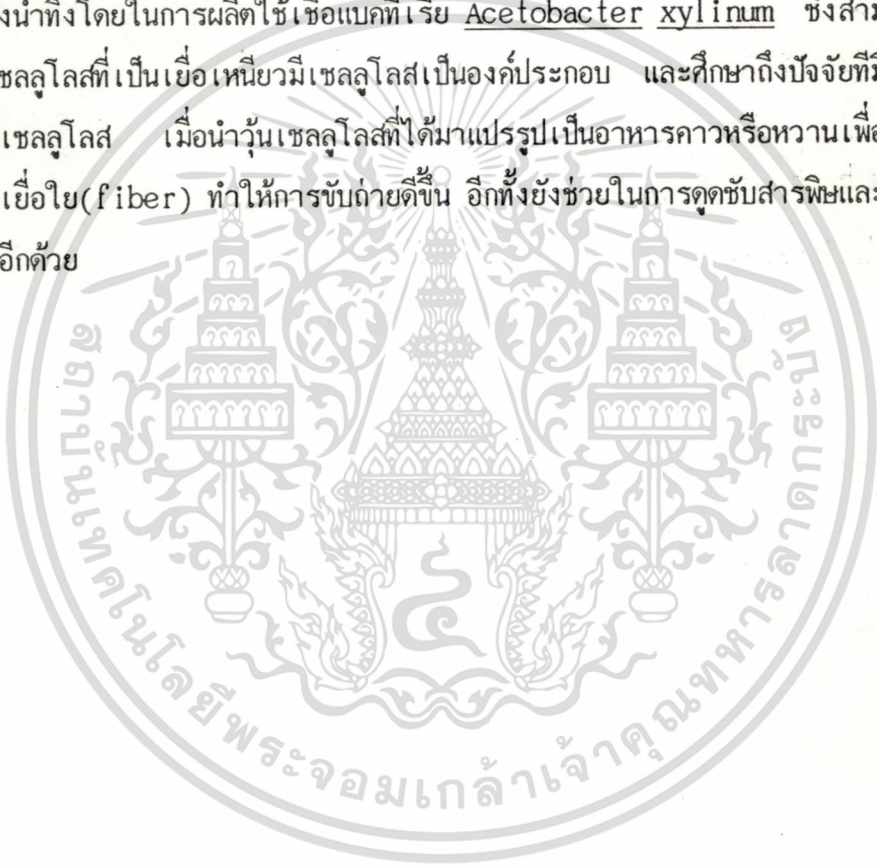 งน้ำทิ้งโดยในการผลิตใช้เชื้อแบคทีเรีย Acetobacter xylinum ซึ่งสาม
ซลลูโลสที่เป็นเยื่อเหนียวมีเซลลูโลสเป็นองค์ประกอบ และศึกษาถึงปัจจัยที่มี
เซลลูโลส เมื่อนำวุ้นเซลลูโลสที่ได้มาแปรรูปเป็นอาหารคาวหรือหวานเพื่อ
เยื่อใย(fiber) ทำให้การขับถ่ายดีขึ้น อีกทั้งยังช่วยในการดูดซับสารพิษและ
อีกด้วย
สถาบันเทคโนโลยีพระจอมเกล้าเจ้าคุณทหารลาดกระบัง